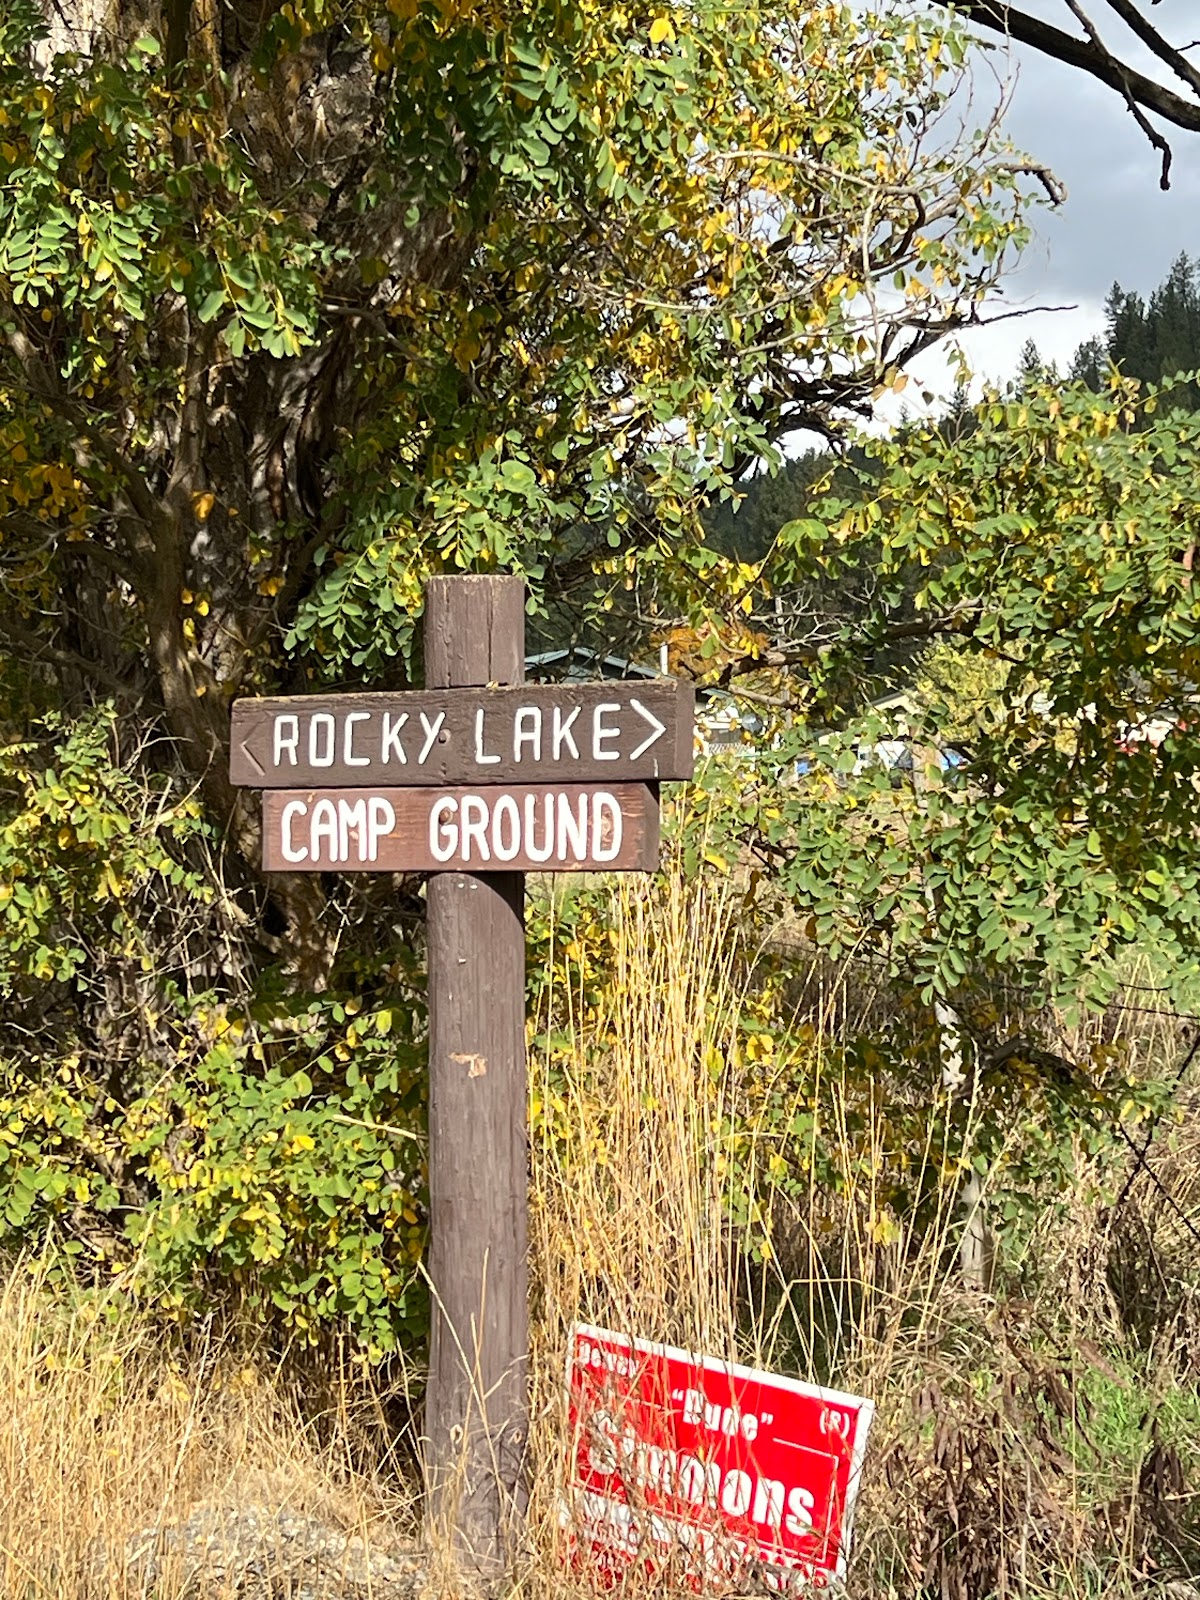 < ROCKY LAKE >
CAMP GROUND
"Dude" (R)
Simmons